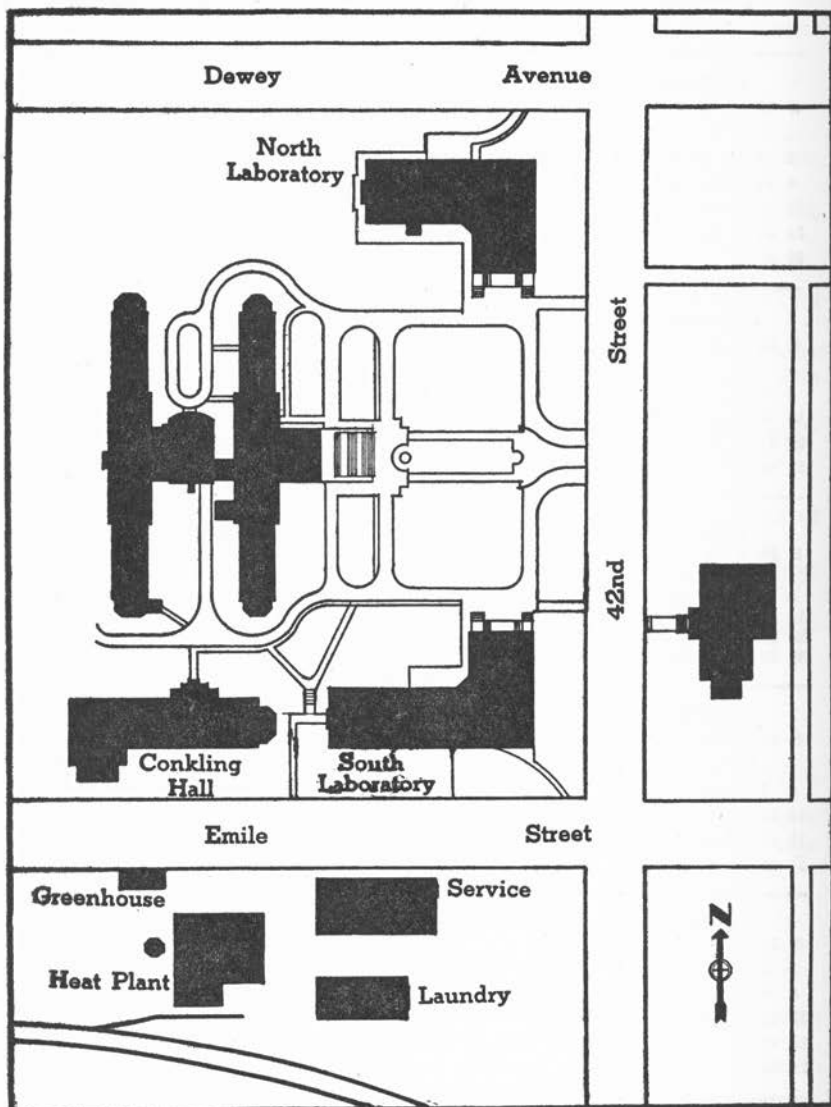 Dewey Avenue
North
Laboratory
Street
42nd
Conkling
Hall
South
Laboratory
Emile Street
Greenhouse
Service
Heat Plant
Laundry
N